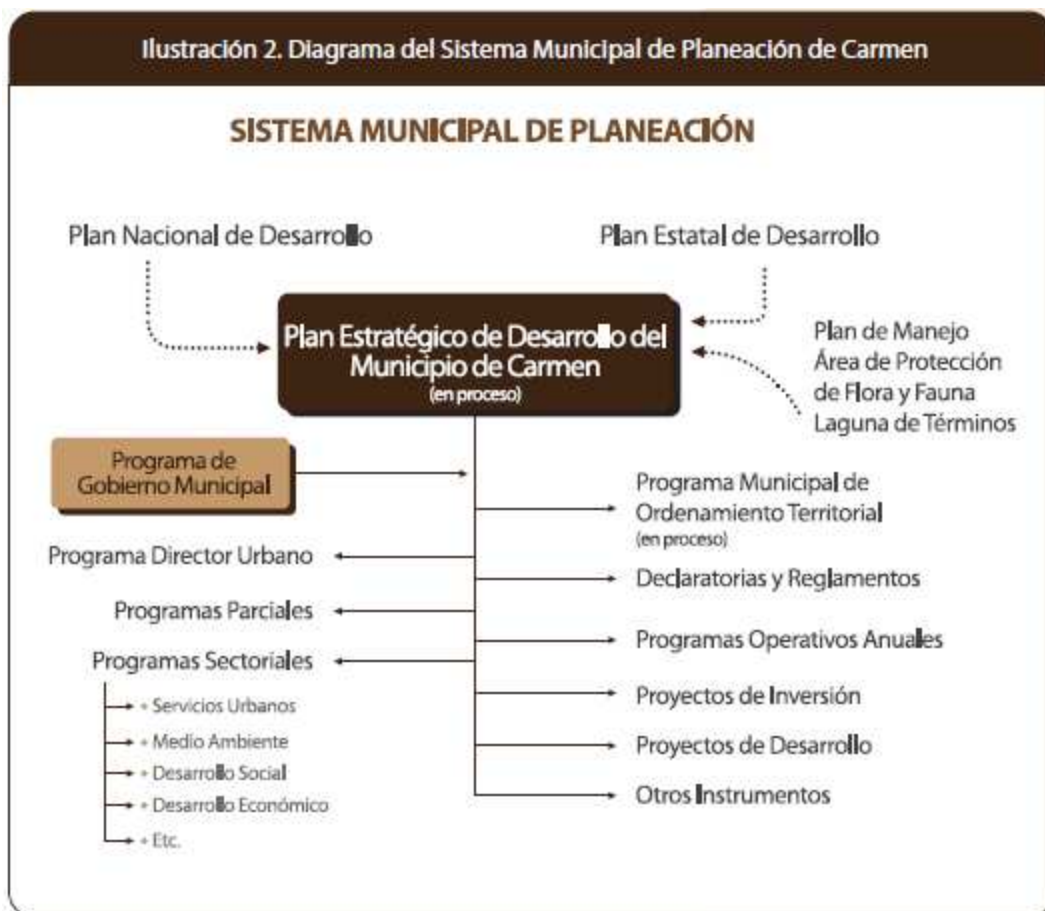 Ilustración 2. Diagrama del Sistema Municipal de Planeación de Carmen
SISTEMA MUNICIPAL DE PLANEACIÓN
Plan Nacional de Desarrollo
Plan Estatal de Desarrollo
Plan Estratégico de Desarrollo del
Municipio de Carmen
(en proceso)
Plan de Manejo
Área de Protección
de Flora y Fauna
Laguna de Términos
Programa de
Gobierno Municipal
Programa Director Urbano
Programas Parciales
Programas Sectoriales
• Servicios Urbanos
• Medio Ambiente
• Desarrollo Social
• Desarrollo Económico
• Etc.
Programa Municipal de
Ordenamiento Territorial
(en proceso)
Declaratorias y Reglamentos
Programas Operativos Anuales
Proyectos de Inversión
Proyectos de Desarrollo
Otros Instrumentos